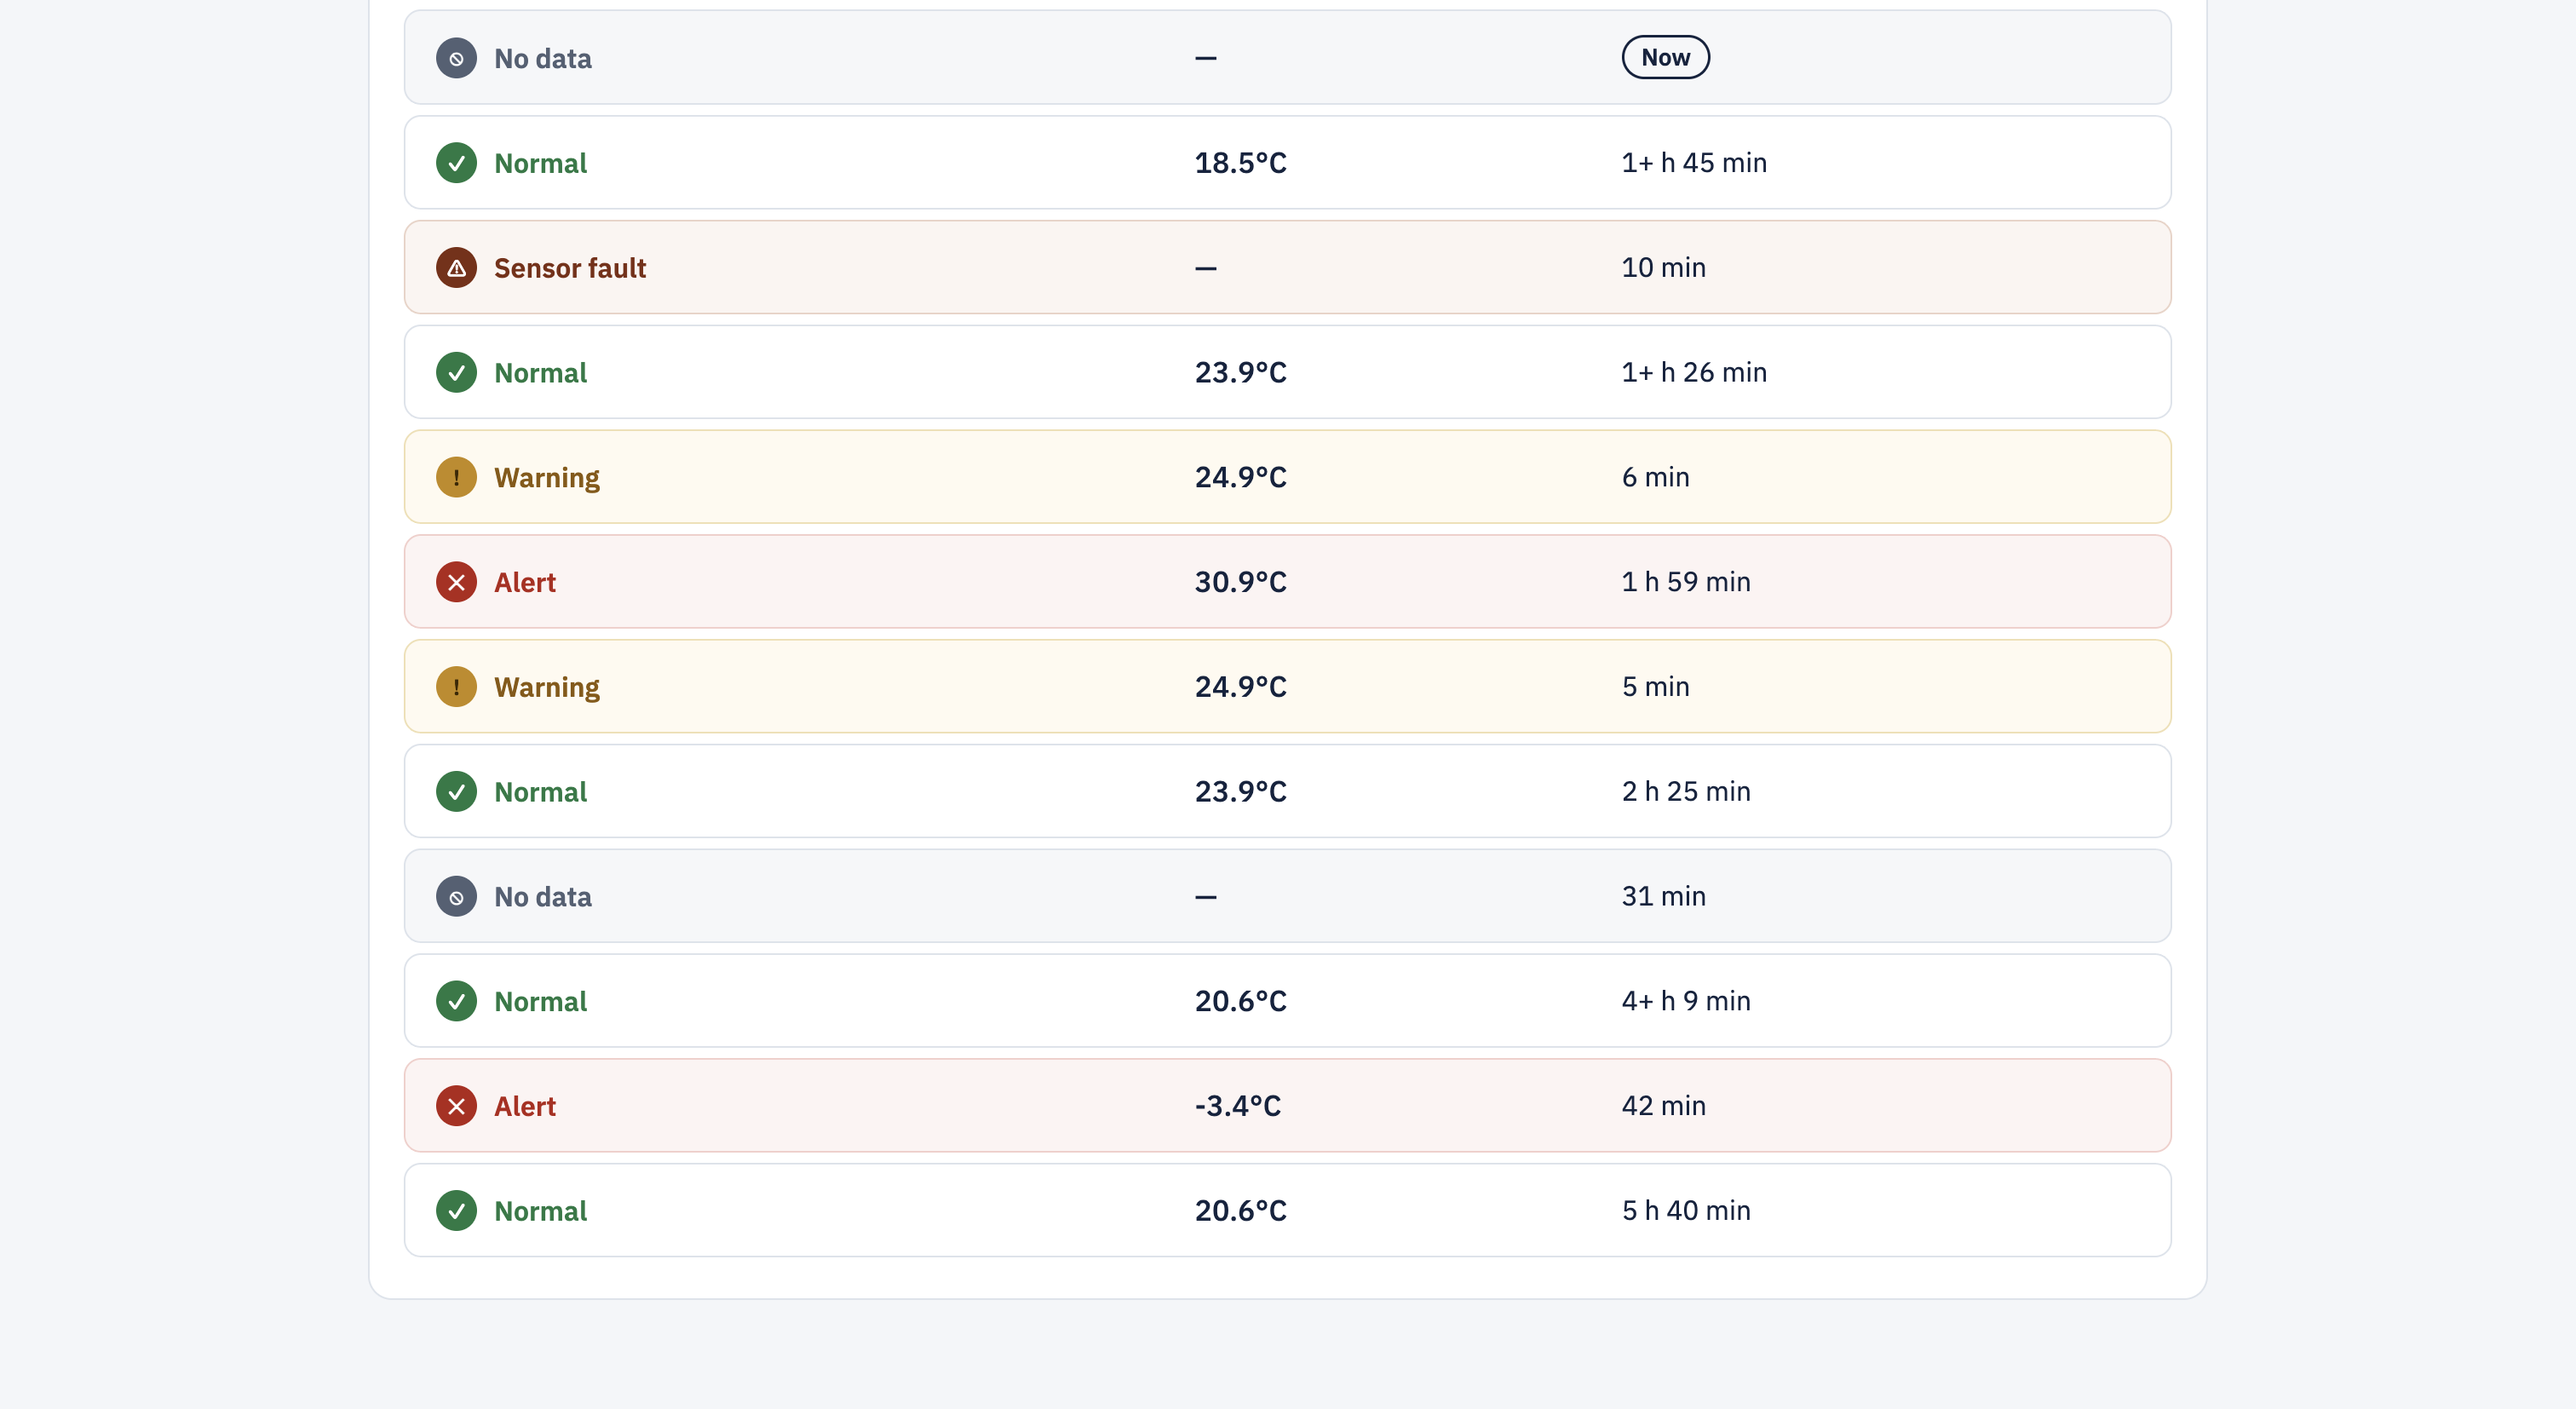 No data — Now
Normal 18.5°C 1+ h 45 min
Sensor fault — 10 min
Normal 23.9°C 1+ h 26 min
! Warning 24.9°C 6 min
Alert 30.9°C 1 h 59 min
! Warning 24.9°C 5 min
Normal 23.9°C 2 h 25 min
No data — 31 min
Normal 20.6°C 4+ h 9 min
Alert -3.4°C 42 min
Normal 20.6°C 5 h 40 min